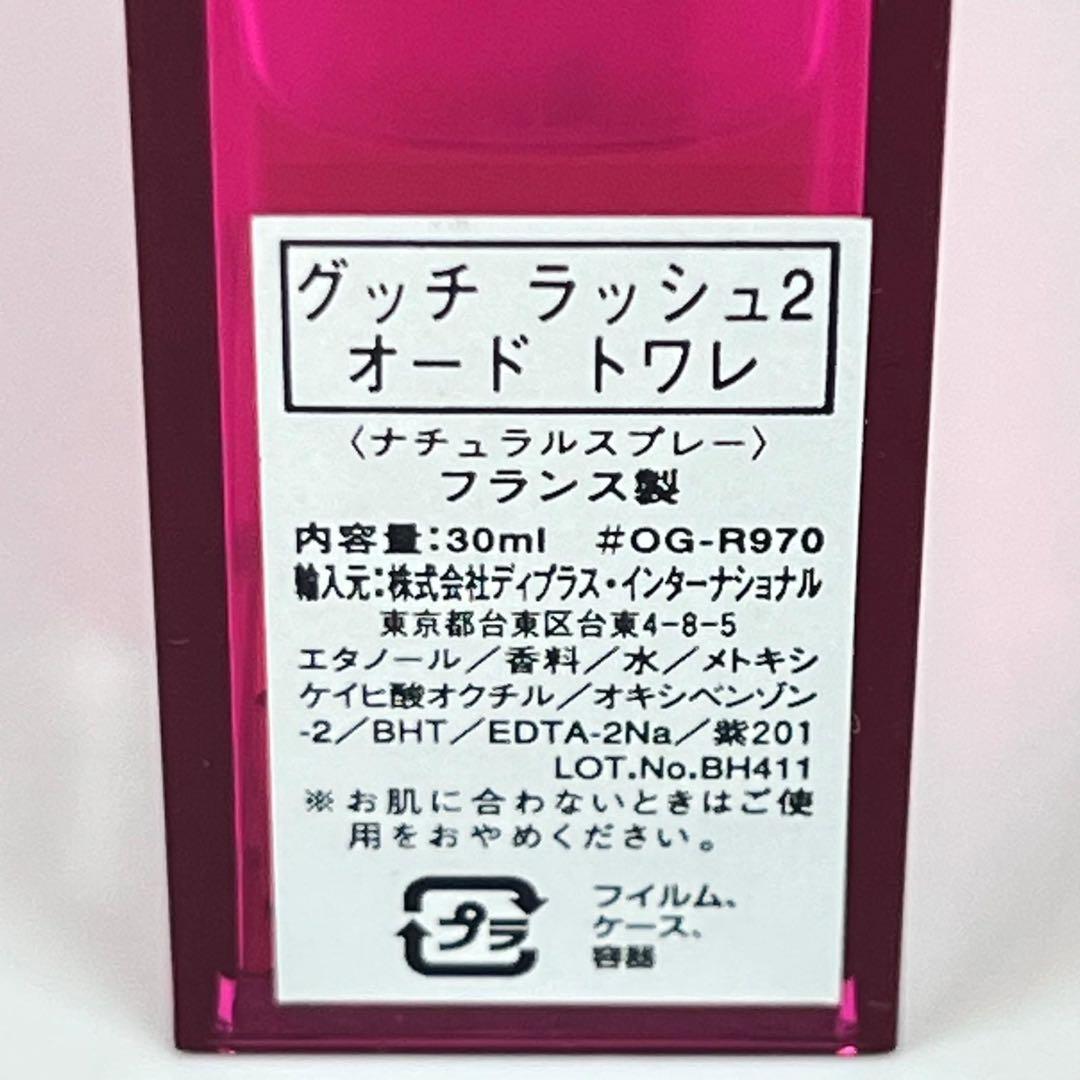 グッチ ラッシュ2
オード トワレ
〈ナチュラルスプレー〉
フランス製
内容量:30ml #OG-R970
輸入元:株式会社ディプラス・インターナショナル
東京都台東区台東4-8-5
エタノール/香料/水/メトキシ
ケイヒ酸オクチル/オキシベンゾン
-2/BHT/EDTA-2Na/紫201
LOT.No.BH411
※お肌に合わないときはご使
用をおやめください。
プラ
フイルム、
ケース、
容器